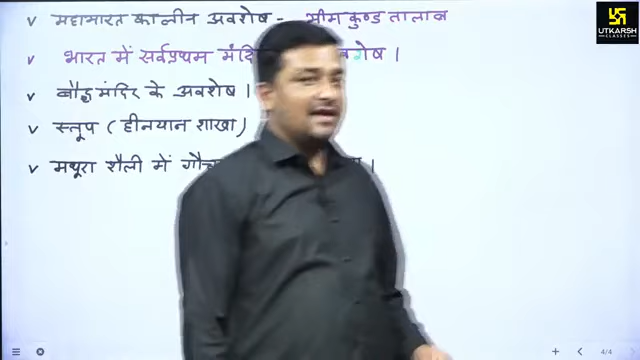 महाभारत कालीन अवशेष - भीम कुण्ड तालाब
भारत में सर्वप्रथम मंदि शेष ।
बौद्ध मंदिर के अवशेष ।
स्तूप (हीनयान शाखा)
मथुरा शैली में ।
UTKARSH
CLASSES
4/4